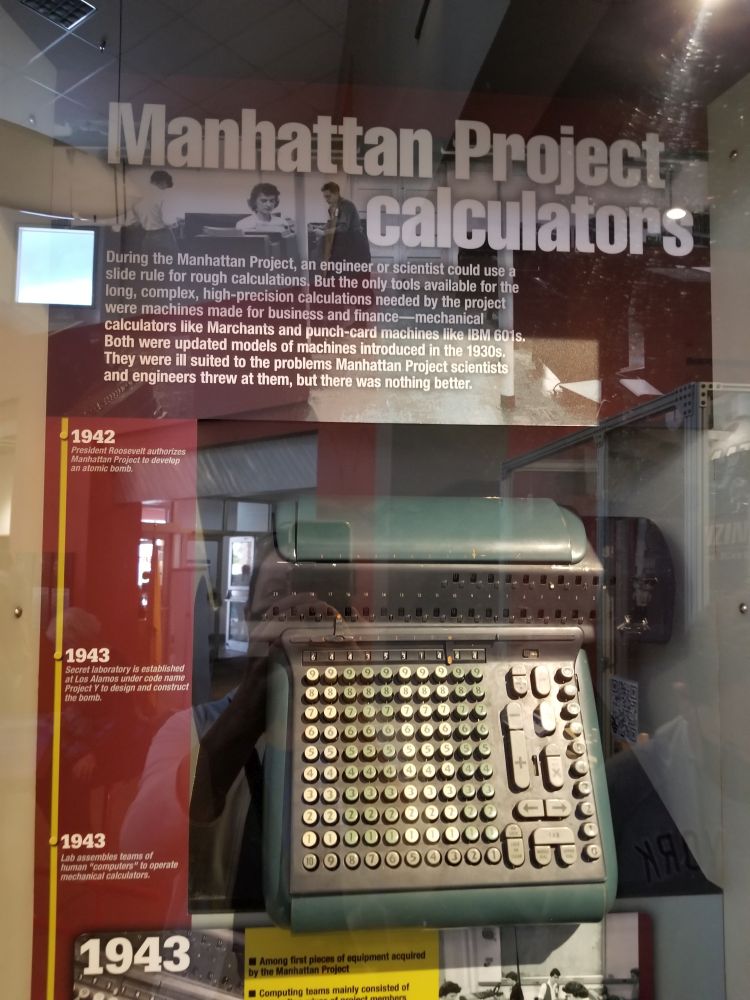 Manhattan Project
calculators
During the Manhattan Project, an engineer or scientist could use a
slide rule for rough calculations. But the only tools available for the
long, complex, high-precision calculations needed by the project
were machines made for business and finance—mechanical
calculators like Marchants and punch-card machines like IBM 601s.
Both were updated models of machines introduced in the 1930s.
They were ill suited to the problems Manhattan Project scientists
and engineers threw at them, but there was nothing better.
1942
President Roosevelt authorizes
Manhattan Project to develop
an atomic bomb.
1943
Secret laboratory is established
at Los Alamos under code name
Project Y to design and construct
the bomb.
1943
Lab assembles teams of
human "computers" to operate
mechanical calculators.
1943
■ Among first pieces of equipment acquired
by the Manhattan Project
■ Computing teams mainly consisted of
of project members